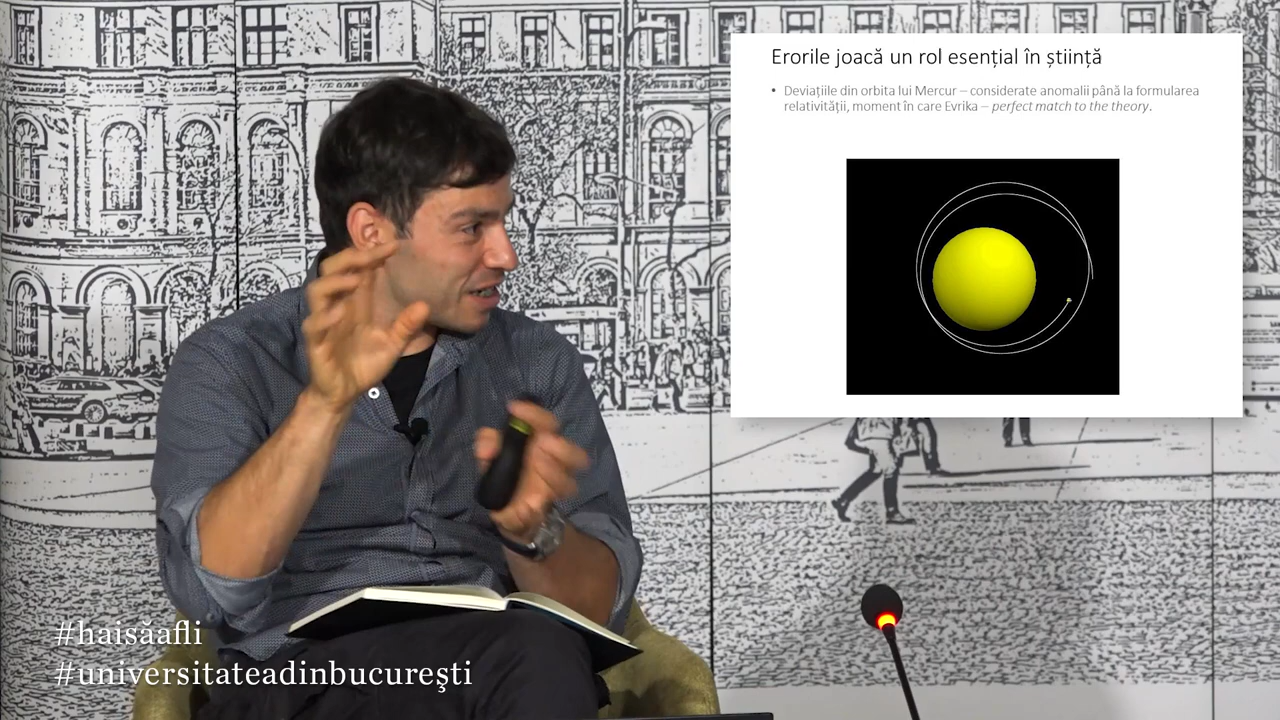 Erorile joacă un rol esențial în știință
• Deviațiile din orbita lui Mercur – considerate anomalii până la formularea
relativității, moment în care Evrika – perfect match to the theory.
#haisăafli
#universitateadinbucureşti